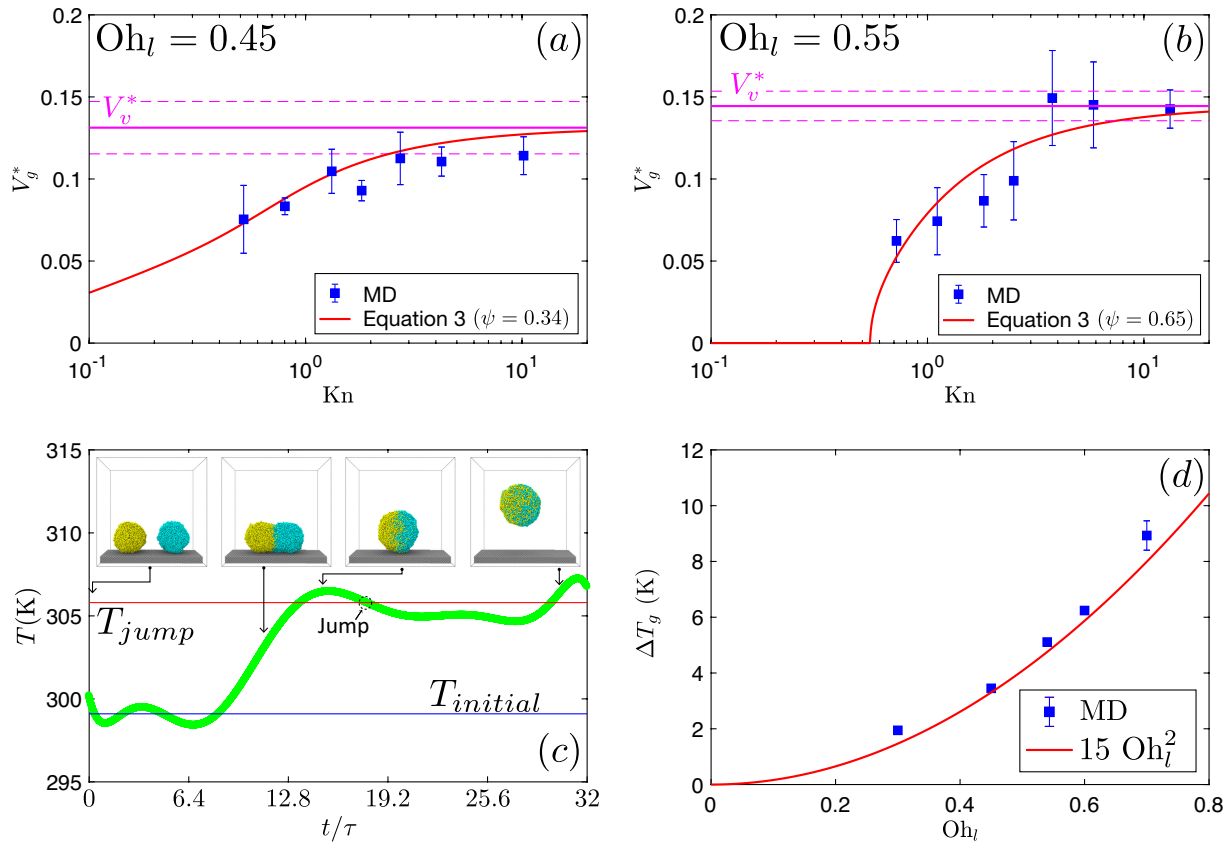 Oh_l = 0.45
(a)
V_v^*
V_g^*
0.2
0.15
0.1
0.05
0
10^-1
10^0
10^1
Kn
MD
Equation 3 (ψ = 0.34)
Oh_l = 0.55
(b)
V_v^*
V_g^*
0.2
0.15
0.1
0.05
0
10^-1
10^0
10^1
Kn
MD
Equation 3 (ψ = 0.65)
T(K)
315
310
305
300
295
T_jump
Jump
T_initial
(c)
0
6.4
12.8
19.2
25.6
32
t/τ
ΔT_g (K)
12
10
8
6
4
2
0
(d)
MD
15 Oh_l^2
0
0.2
0.4
0.6
0.8
Oh_l